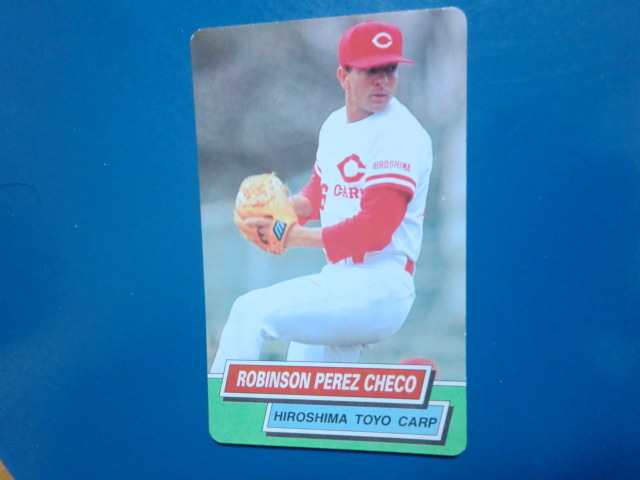 C
HIROSHIMA
CARP
ROBINSON PEREZ CHECO
HIROSHIMA TOYO CARP